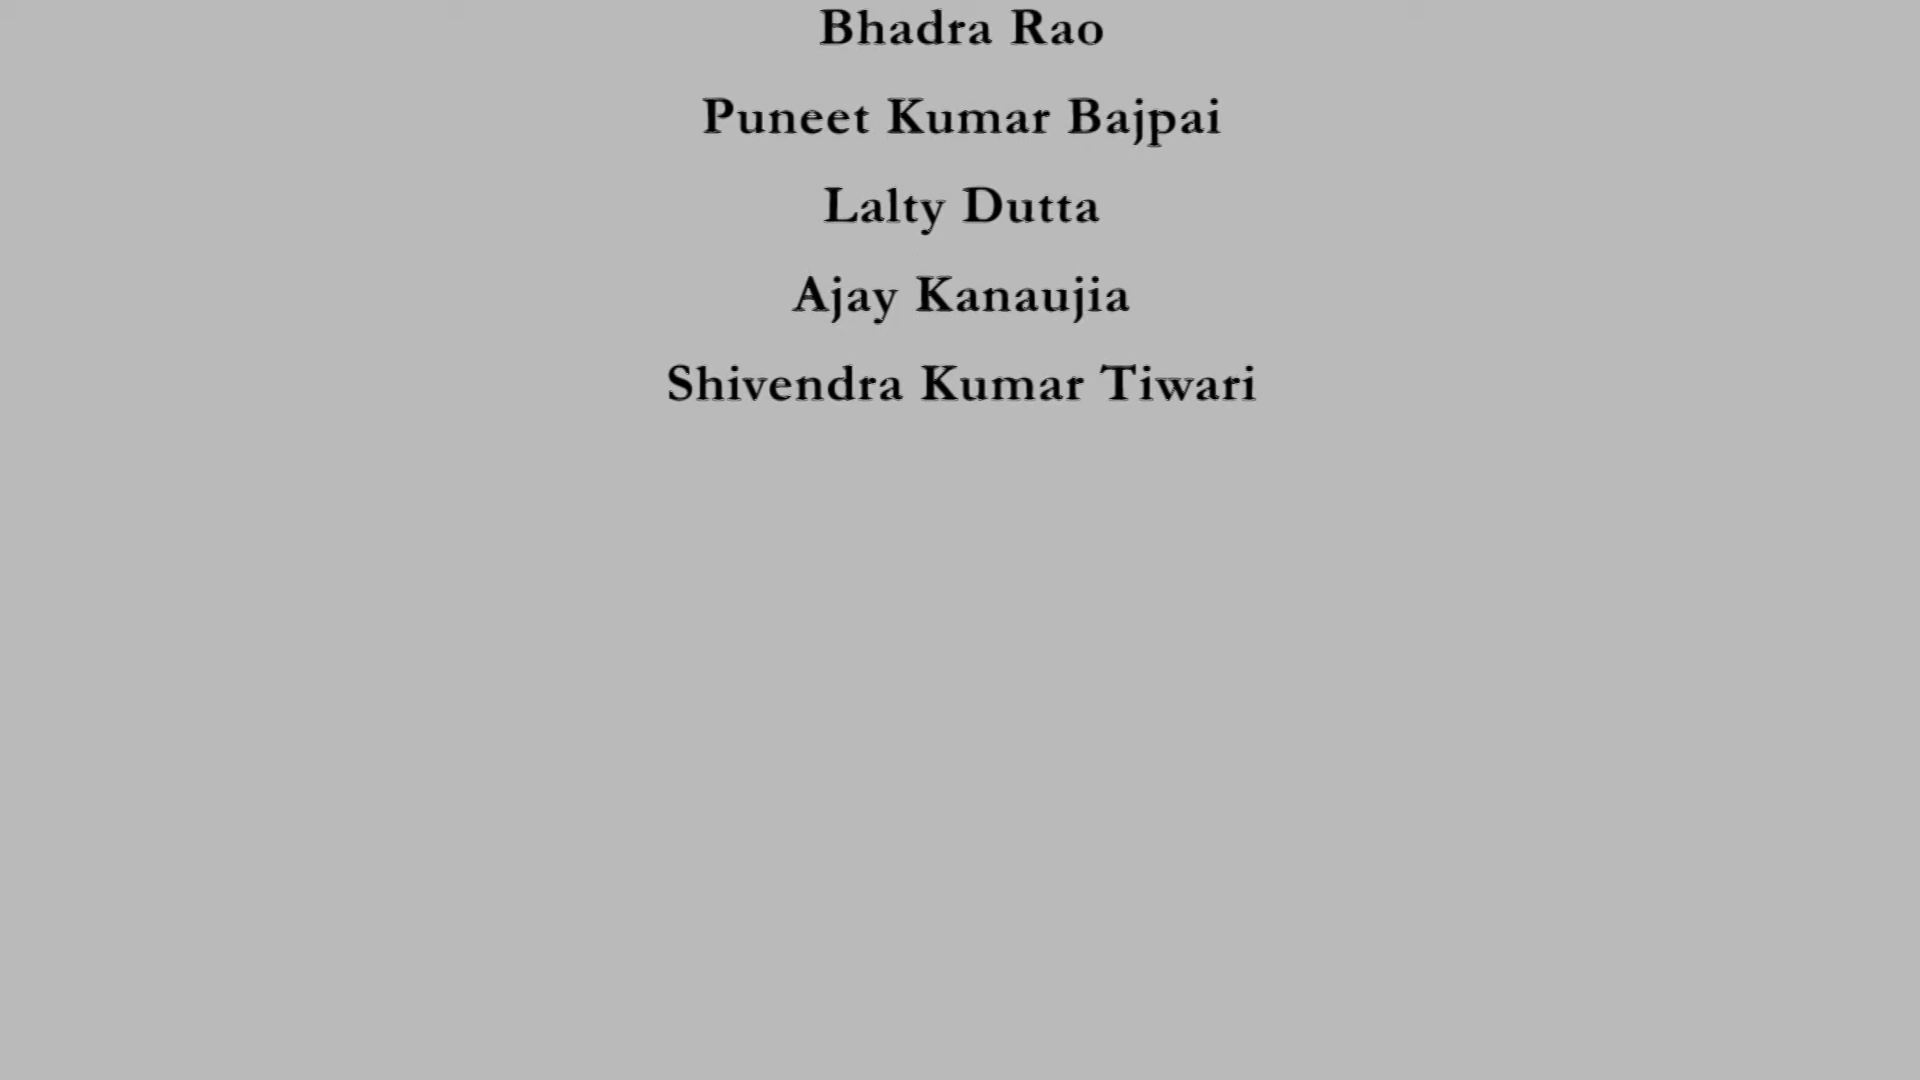 Bhadra Rao
Puneet Kumar Bajpai
Lalty Dutta
Ajay Kanaujia
Shivendra Kumar Tiwari